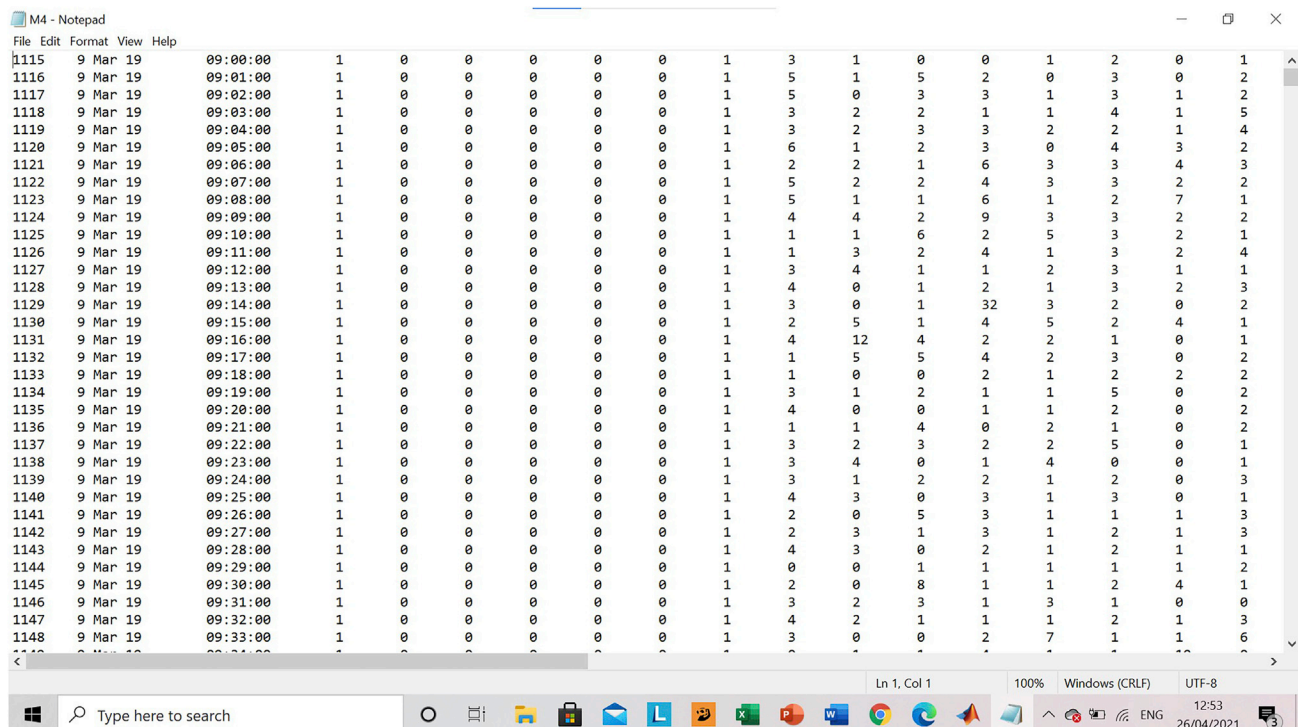 M4 - Notepad
File Edit Format View Help
1115 9 Mar 19 09:00:00 1 0 0 0 0 0 1 3 1 0 0 1 2 0 1
1116 9 Mar 19 09:01:00 1 0 0 0 0 0 1 5 1 5 2 0 3 0 2
1117 9 Mar 19 09:02:00 1 0 0 0 0 0 1 5 0 3 3 1 3 1 2
1118 9 Mar 19 09:03:00 1 0 0 0 0 0 1 3 2 2 1 1 4 1 5
1119 9 Mar 19 09:04:00 1 0 0 0 0 0 1 3 2 3 3 2 2 1 4
1120 9 Mar 19 09:05:00 1 0 0 0 0 0 1 6 1 2 3 0 4 3 2
1121 9 Mar 19 09:06:00 1 0 0 0 0 0 1 2 2 1 6 3 3 4 3
1122 9 Mar 19 09:07:00 1 0 0 0 0 0 1 5 2 2 4 3 3 2 2
1123 9 Mar 19 09:08:00 1 0 0 0 0 0 1 5 1 1 6 1 2 7 1
1124 9 Mar 19 09:09:00 1 0 0 0 0 0 1 4 4 2 9 3 3 2 2
1125 9 Mar 19 09:10:00 1 0 0 0 0 0 1 1 1 6 2 5 3 2 1
1126 9 Mar 19 09:11:00 1 0 0 0 0 0 1 1 3 2 4 1 3 2 4
1127 9 Mar 19 09:12:00 1 0 0 0 0 0 1 3 4 1 1 2 3 1 1
1128 9 Mar 19 09:13:00 1 0 0 0 0 0 1 4 0 1 2 1 3 2 3
1129 9 Mar 19 09:14:00 1 0 0 0 0 0 1 3 0 1 32 3 2 0 2
1130 9 Mar 19 09:15:00 1 0 0 0 0 0 1 2 5 1 4 5 2 4 1
1131 9 Mar 19 09:16:00 1 0 0 0 0 0 1 4 12 4 2 2 1 0 1
1132 9 Mar 19 09:17:00 1 0 0 0 0 0 1 1 5 5 4 2 3 0 2
1133 9 Mar 19 09:18:00 1 0 0 0 0 0 1 1 0 0 2 1 2 2 2
1134 9 Mar 19 09:19:00 1 0 0 0 0 0 1 3 1 2 1 1 5 0 2
1135 9 Mar 19 09:20:00 1 0 0 0 0 0 1 4 0 0 1 1 2 0 2
1136 9 Mar 19 09:21:00 1 0 0 0 0 0 1 1 1 4 0 2 1 0 2
1137 9 Mar 19 09:22:00 1 0 0 0 0 0 1 3 2 3 2 2 5 0 1
1138 9 Mar 19 09:23:00 1 0 0 0 0 0 1 3 4 0 1 4 0 0 1
1139 9 Mar 19 09:24:00 1 0 0 0 0 0 1 3 1 2 2 1 2 0 3
1140 9 Mar 19 09:25:00 1 0 0 0 0 0 1 4 3 0 3 1 3 0 1
1141 9 Mar 19 09:26:00 1 0 0 0 0 0 1 2 0 5 3 1 1 1 3
1142 9 Mar 19 09:27:00 1 0 0 0 0 0 1 2 3 1 3 1 2 1 3
1143 9 Mar 19 09:28:00 1 0 0 0 0 0 1 4 3 0 2 1 2 1 1
1144 9 Mar 19 09:29:00 1 0 0 0 0 0 1 0 0 1 1 1 1 1 2
1145 9 Mar 19 09:30:00 1 0 0 0 0 0 1 2 0 8 1 1 2 4 1
1146 9 Mar 19 09:31:00 1 0 0 0 0 0 1 3 2 3 1 3 1 0 0
1147 9 Mar 19 09:32:00 1 0 0 0 0 0 1 4 2 1 1 1 2 1 3
1148 9 Mar 19 09:33:00 1 0 0 0 0 0 1 3 0 0 2 7 1 1 6
Ln 1, Col 1 100% Windows (CRLF) UTF-8
Type here to search
ENG
12:53
26/04/2021
3